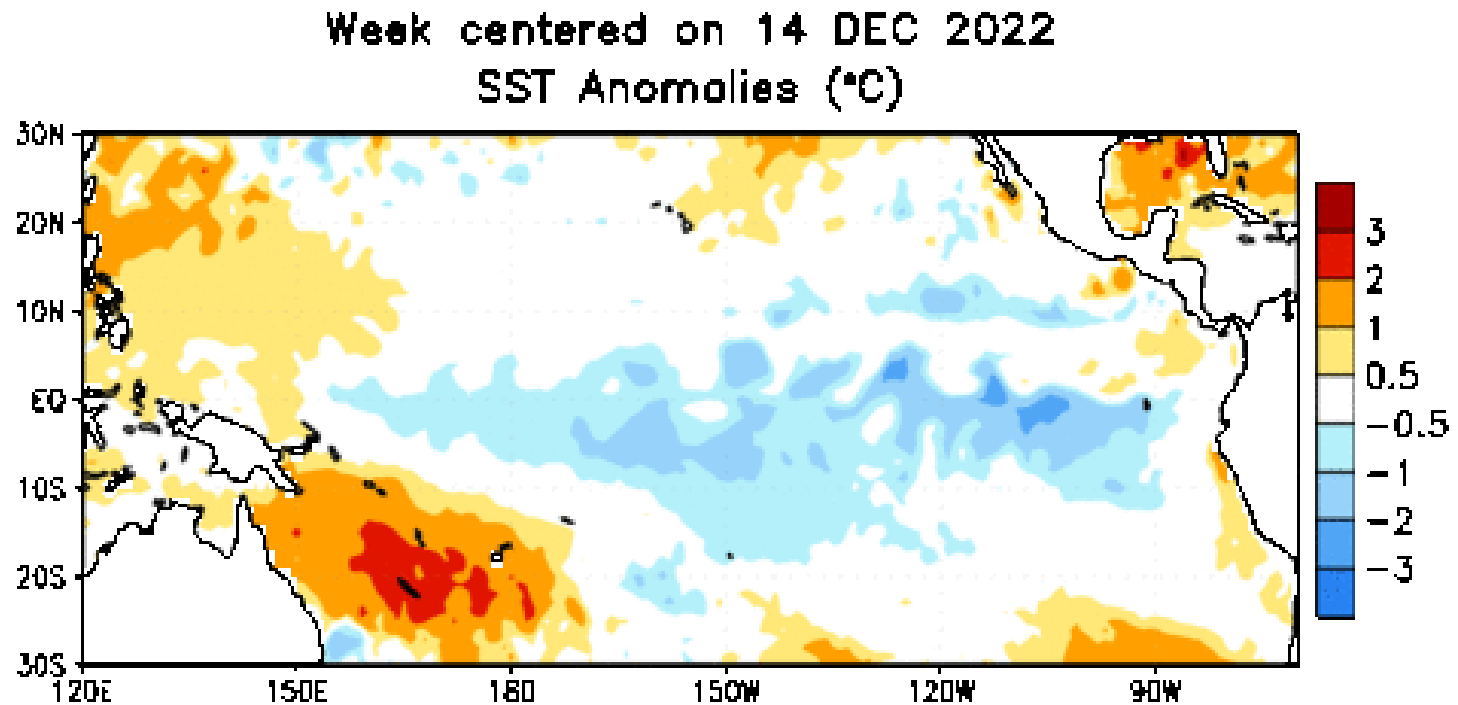 Week centered on 14 DEC 2022
SST Anomalies (°C)
30N
20N
10N
EQ
10S
20S
30S
120E 150E 180 150W 120W 90W
3
2
1
0.5
-0.5
-1
-2
-3